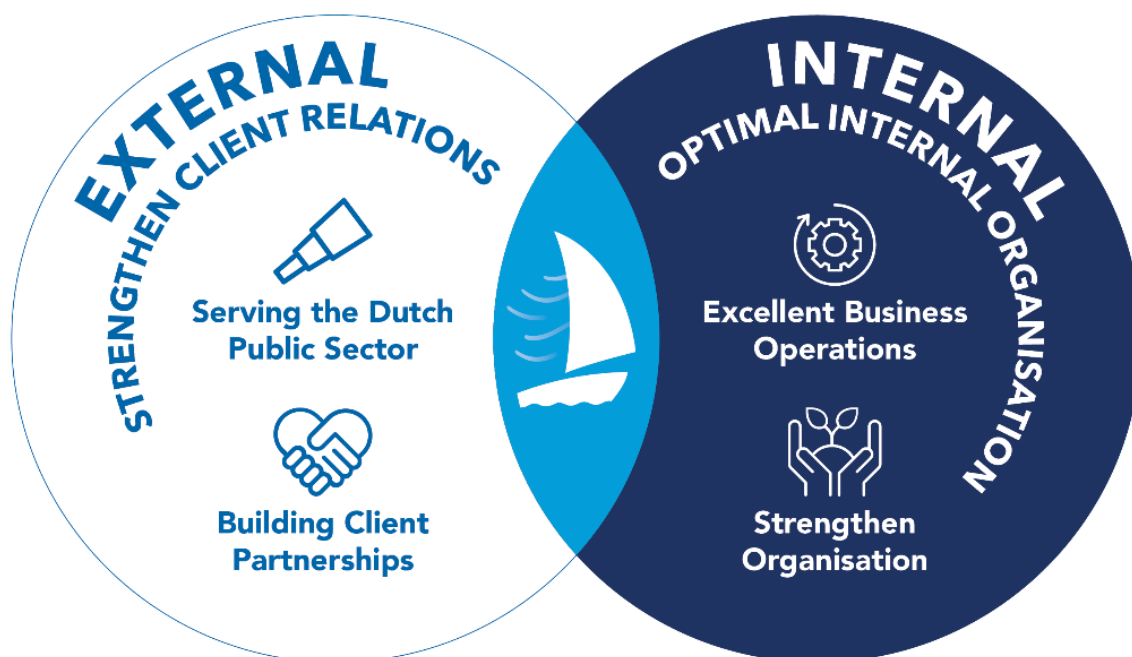 EXTERNAL
STRENGTHEN CLIENT RELATIONS
Serving the Dutch
Public Sector
Building Client
Partnerships
INTERNAL
OPTIMAL INTERNAL ORGANISATION
Excellent Business
Operations
Strengthen
Organisation